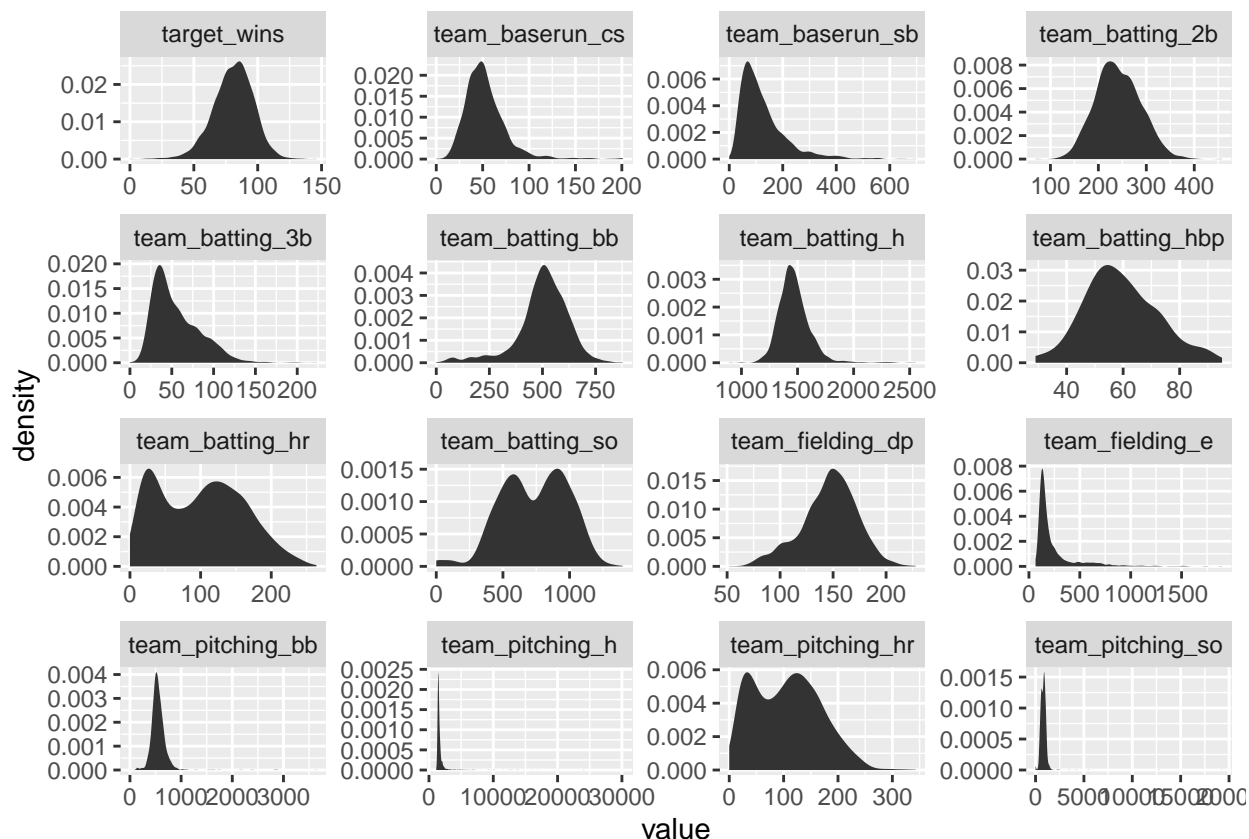 target_wins team_baserun_cs team_baserun_sb team_batting_2b
0.02 0.01 0.00
0.020 0.015 0.010 0.005 0.000
0.006 0.004 0.002 0.000
0.008 0.006 0.004 0.002 0.000
0 50 100 150
0 50 100 150 200
0 200 400 600
100 200 300 400
team_batting_3b team_batting_bb team_batting_h team_batting_hbp
0.020 0.015 0.010 0.005 0.000
0.004 0.003 0.002 0.001 0.000
0.003 0.002 0.001 0.000
0.03 0.02 0.01 0.00
0 50 100 150 200
0 250 500 750
1000 1500 2000 2500
40 60 80
density
team_batting_hr team_batting_so team_fielding_dp team_fielding_e
0.006 0.004 0.002 0.000
0.0015 0.0010 0.0005 0.0000
0.015 0.010 0.005 0.000
0.008 0.006 0.004 0.002 0.000
0 100 200
0 500 1000
50 100 150 200
0 500 1000 1500
team_pitching_bb team_pitching_h team_pitching_hr team_pitching_so
0.004 0.003 0.002 0.001 0.000
0.0025 0.0020 0.0015 0.0010 0.0005 0.0000
0.006 0.004 0.002 0.000
0.0015 0.0010 0.0005 0.0000
0 1000 2000 3000
0 10000 20000 30000
0 100 200 300
0 5000 10000 15000 2000
value